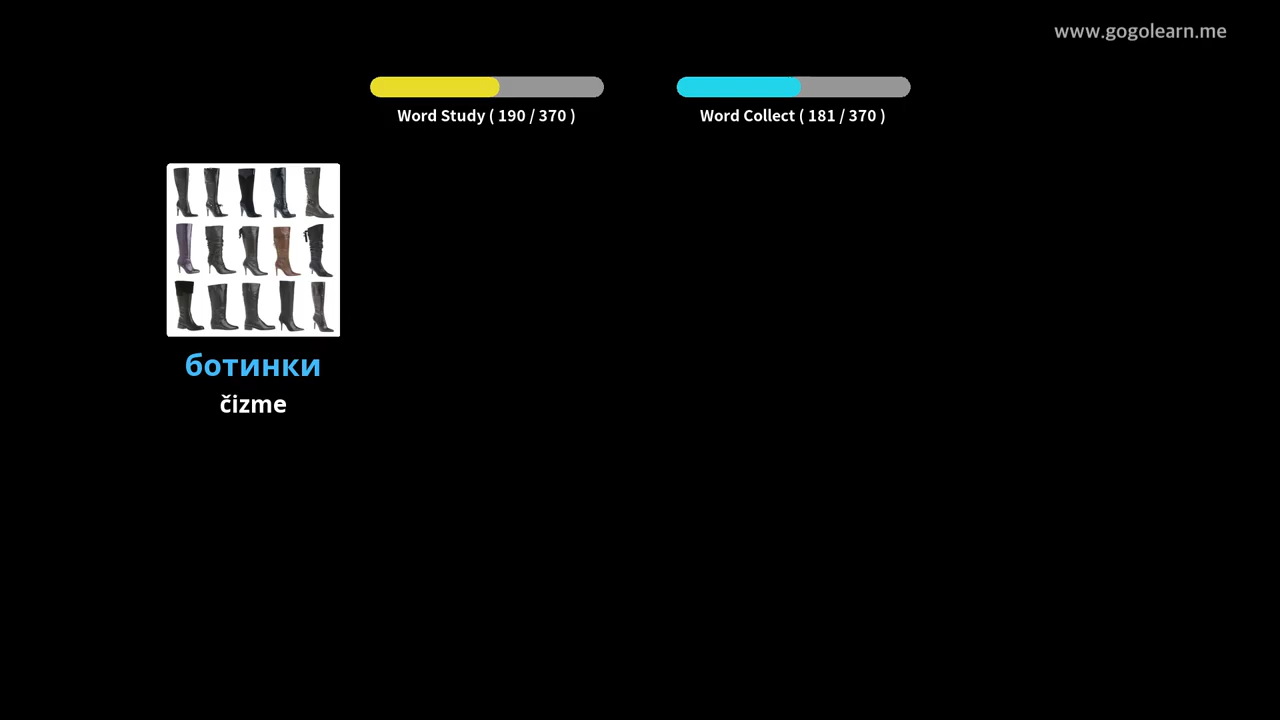 www.gogolearn.me
Word Study ( 190 / 370 )
Word Collect ( 181 / 370 )
ботинки
čizme